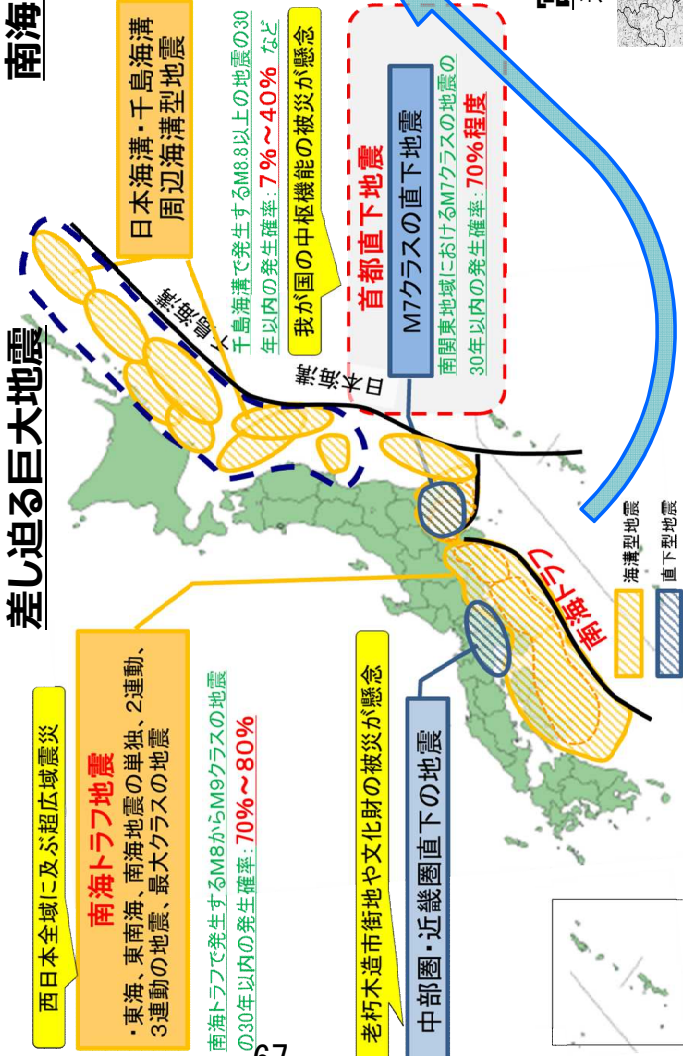 差し迫る巨大地震
南海
西日本全域に及ぶ超広域震災
南海トラフ地震
・東海、東南海、南海地震の単独、2連動、
3連動の地震、最大クラスの地震
南海トラフで発生するM8からM9クラスの地震
の30年以内の発生確率：70%～80%
老朽木造市街地や文化財の被災が懸念
中部圏・近畿圏直下の地震
日本海溝・千島海溝
周辺海溝型地震
千島海溝で発生するM8.8以上の地震の30
年以内の発生確率：7%～40% など
我が国の中枢機能の被災が懸念
首都直下地震
M7クラスの直下地震
南関東地域におけるM7クラスの地震の
30年以内の発生確率：70%程度
島海溝
日本海溝
南海トラフ
海溝型地震
直下型地震
67